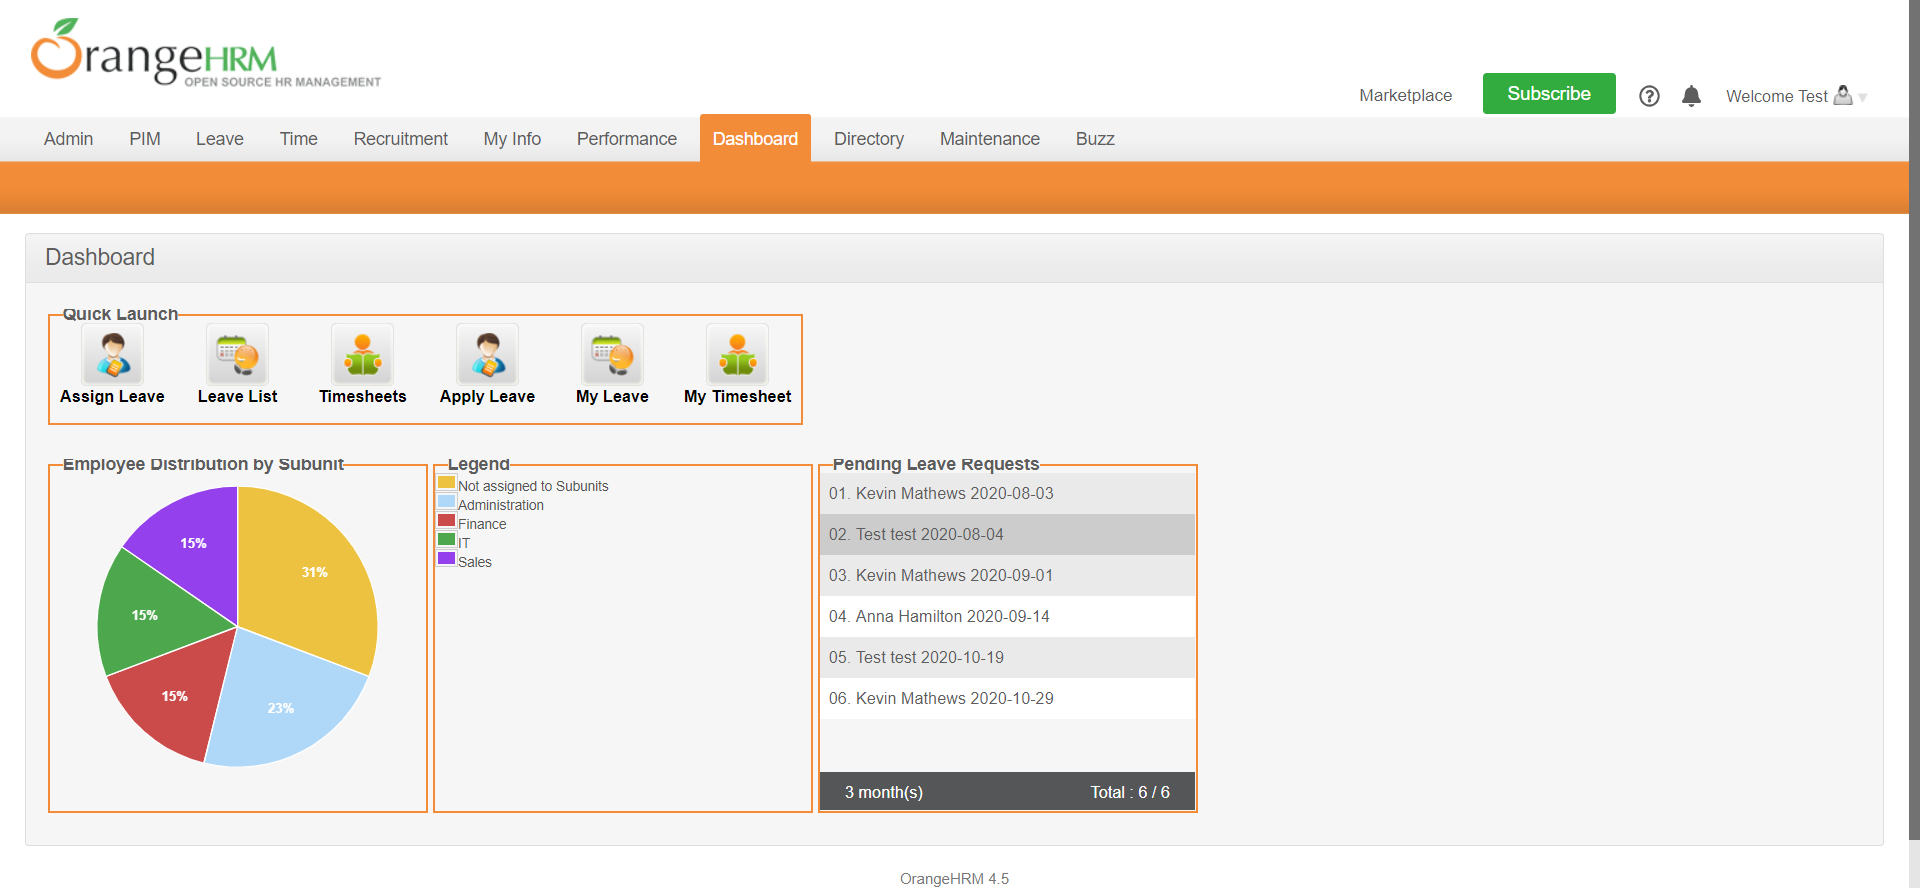 OrangeHRM
OPEN SOURCE HR MANAGEMENT
Marketplace
Subscribe
Welcome Test
Admin PIM Leave Time Recruitment My Info Performance Dashboard Directory Maintenance Buzz
Dashboard
Quick Launch
Assign Leave
Leave List
Timesheets
Apply Leave
My Leave
My Timesheet
Employee Distribution by Subunit
31%
23%
15%
15%
15%
Legend
Not assigned to Subunits
Administration
Finance
IT
Sales
Pending Leave Requests
01. Kevin Mathews 2020-08-03
02. Test test 2020-08-04
03. Kevin Mathews 2020-09-01
04. Anna Hamilton 2020-09-14
05. Test test 2020-10-19
06. Kevin Mathews 2020-10-29
3 month(s) Total : 6 / 6
OrangeHRM 4.5